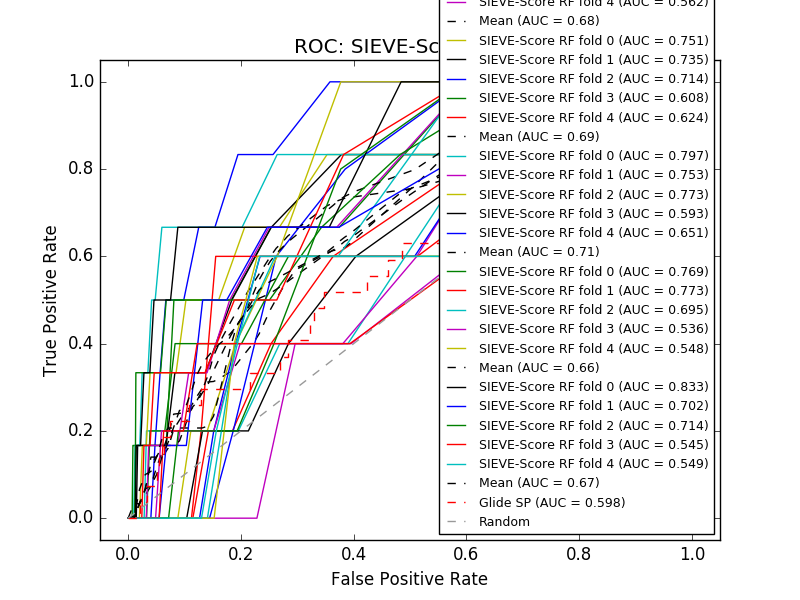 SIEVE-Score RF fold 4 (AUC = 0.562)
Mean (AUC = 0.68)
SIEVE-Score RF fold 0 (AUC = 0.751)
SIEVE-Score RF fold 1 (AUC = 0.735)
SIEVE-Score RF fold 2 (AUC = 0.714)
SIEVE-Score RF fold 3 (AUC = 0.608)
SIEVE-Score RF fold 4 (AUC = 0.624)
Mean (AUC = 0.69)
SIEVE-Score RF fold 0 (AUC = 0.797)
SIEVE-Score RF fold 1 (AUC = 0.753)
SIEVE-Score RF fold 2 (AUC = 0.773)
SIEVE-Score RF fold 3 (AUC = 0.593)
SIEVE-Score RF fold 4 (AUC = 0.651)
Mean (AUC = 0.71)
SIEVE-Score RF fold 0 (AUC = 0.769)
SIEVE-Score RF fold 1 (AUC = 0.773)
SIEVE-Score RF fold 2 (AUC = 0.695)
SIEVE-Score RF fold 3 (AUC = 0.536)
SIEVE-Score RF fold 4 (AUC = 0.548)
Mean (AUC = 0.66)
SIEVE-Score RF fold 0 (AUC = 0.833)
SIEVE-Score RF fold 1 (AUC = 0.702)
SIEVE-Score RF fold 2 (AUC = 0.714)
SIEVE-Score RF fold 3 (AUC = 0.545)
SIEVE-Score RF fold 4 (AUC = 0.549)
Mean (AUC = 0.67)
Glide SP (AUC = 0.598)
Random
ROC: SIEVE-Sc
True Positive Rate
1.0
0.8
0.6
0.4
0.2
0.0
0.0 0.2 0.4 0.6 0.8 1.0
False Positive Rate